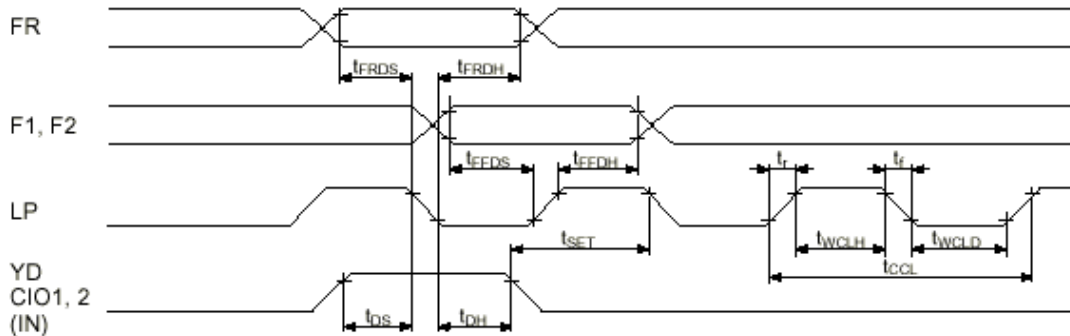 FR
tFRDS
tFRDH
F1, F2
tFFDS
tFFDH
tr
tf
LP
tSET
tWCLH
tWCLD
tCCL
YD
CIO1, 2
(IN)
tDS
tDH